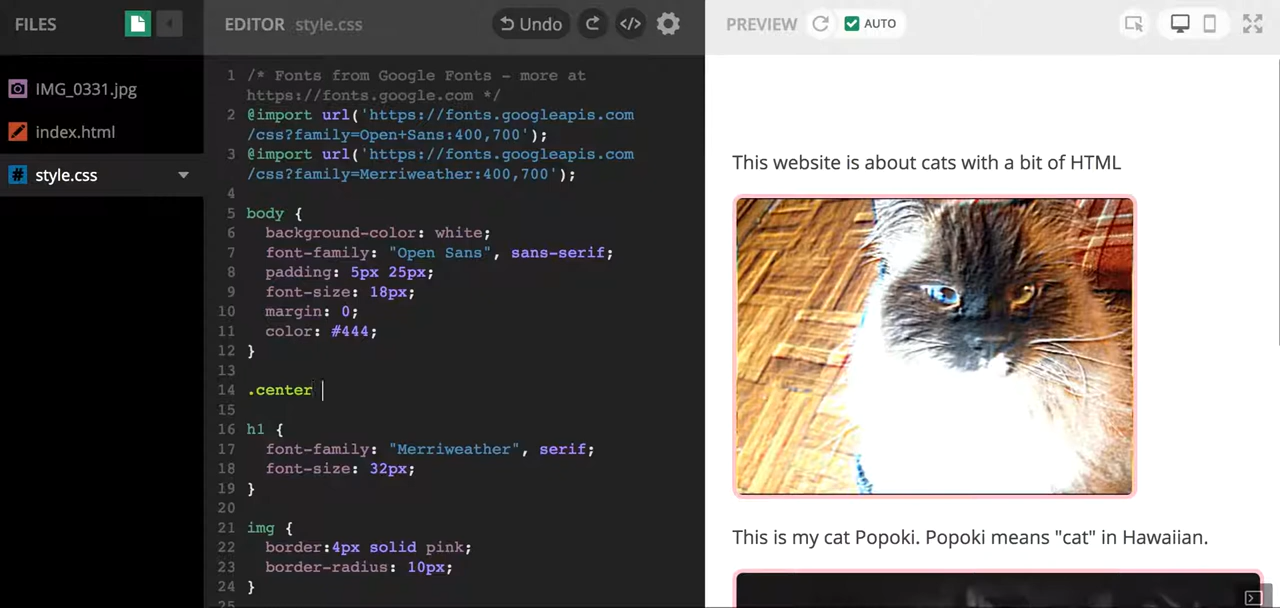 FILES
EDITOR style.css
Undo
PREVIEW
AUTO
IMG_0331.jpg
index.html
style.css
1 /* Fonts from Google Fonts - more at
https://fonts.google.com */
2 @import url('https://fonts.googleapis.com
/css?family=Open+Sans:400,700');
3 @import url('https://fonts.googleapis.com
/css?family=Merriweather:400,700');
4
5 body {
6 background-color: white;
7 font-family: "Open Sans", sans-serif;
8 padding: 5px 25px;
9 font-size: 18px;
10 margin: 0;
11 color: #444;
12 }
13
14 .center
15
16 h1 {
17 font-family: "Merriweather", serif;
18 font-size: 32px;
19 }
20
21 img {
22 border:4px solid pink;
23 border-radius: 10px;
24 }
25
This website is about cats with a bit of HTML
This is my cat Popoki. Popoki means "cat" in Hawaiian.